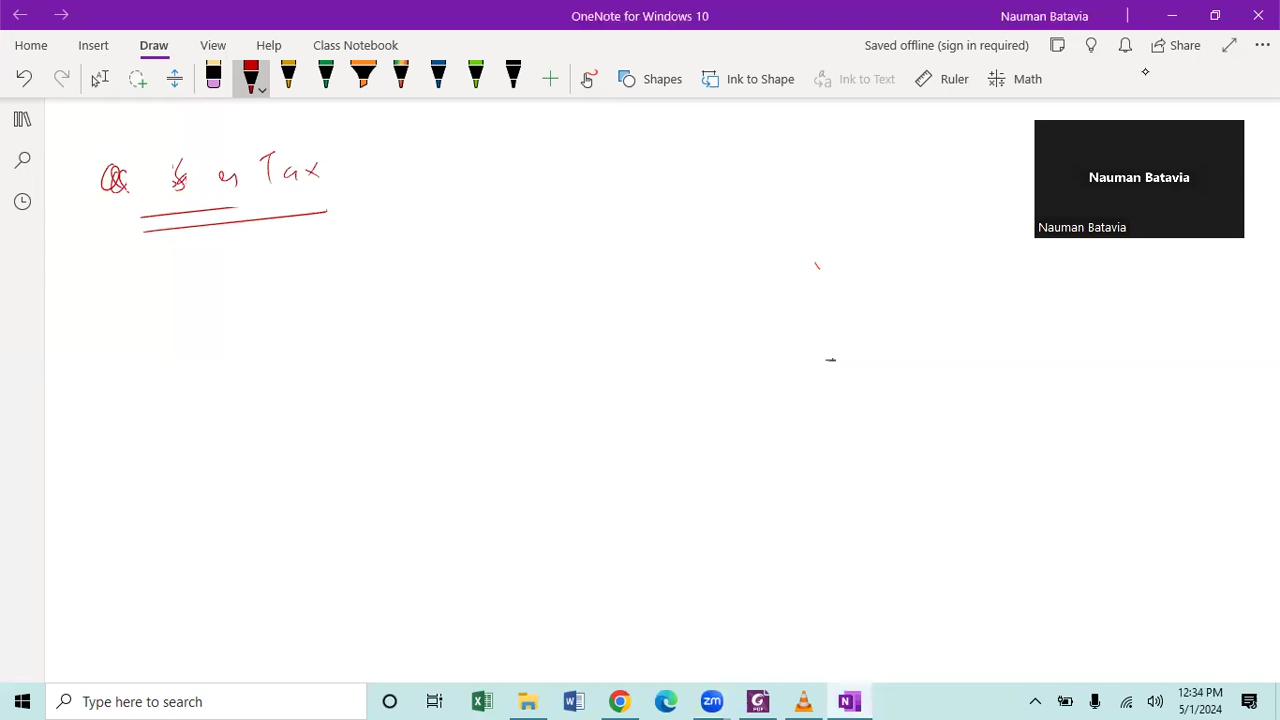 OneNote for Windows 10
Nauman Batavia
Home Insert Draw View Help Class Notebook
Saved offline (sign in required) Share
Shapes Ink to Shape Ink to Text Ruler Math
Tax
Nauman Batavia
Nauman Batavia
Type here to search
12:34 PM
5/1/2024